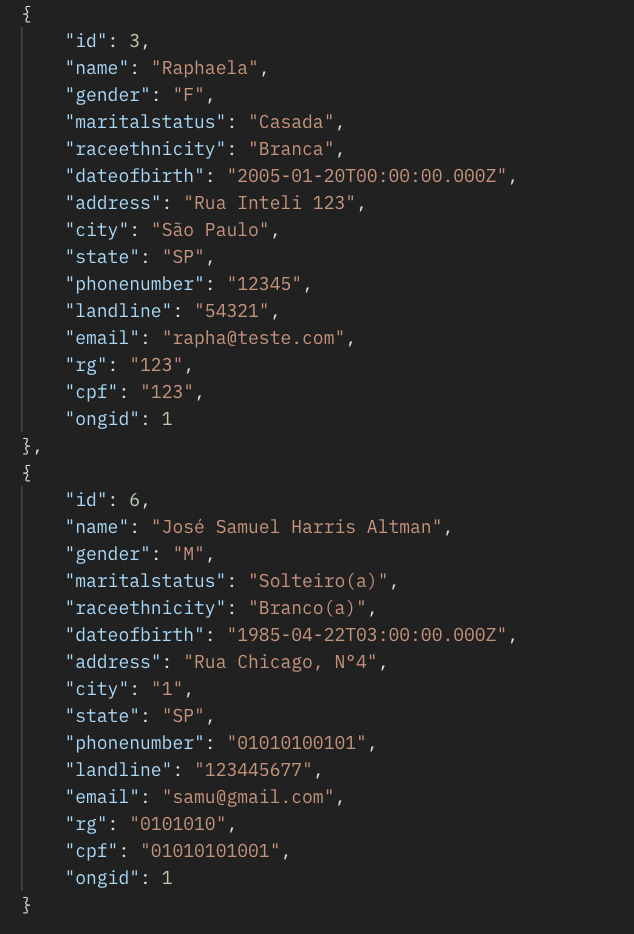 {
"id": 3,
"name": "Raphaela",
"gender": "F",
"maritalstatus": "Casada",
"raceethnicity": "Branca",
"dateofbirth": "2005-01-20T00:00:00.000Z",
"address": "Rua Inteli 123",
"city": "São Paulo",
"state": "SP",
"phonenumber": "12345",
"landline": "54321",
"email": "rapha@teste.com",
"rg": "123",
"cpf": "123",
"ongid": 1
},
{
"id": 6,
"name": "José Samuel Harris Altman",
"gender": "M",
"maritalstatus": "Solteiro(a)",
"raceethnicity": "Branco(a)",
"dateofbirth": "1985-04-22T03:00:00.000Z",
"address": "Rua Chicago, N°4",
"city": "1",
"state": "SP",
"phonenumber": "01010100101",
"landline": "123445677",
"email": "samu@gmail.com",
"rg": "0101010",
"cpf": "01010101001",
"ongid": 1
}